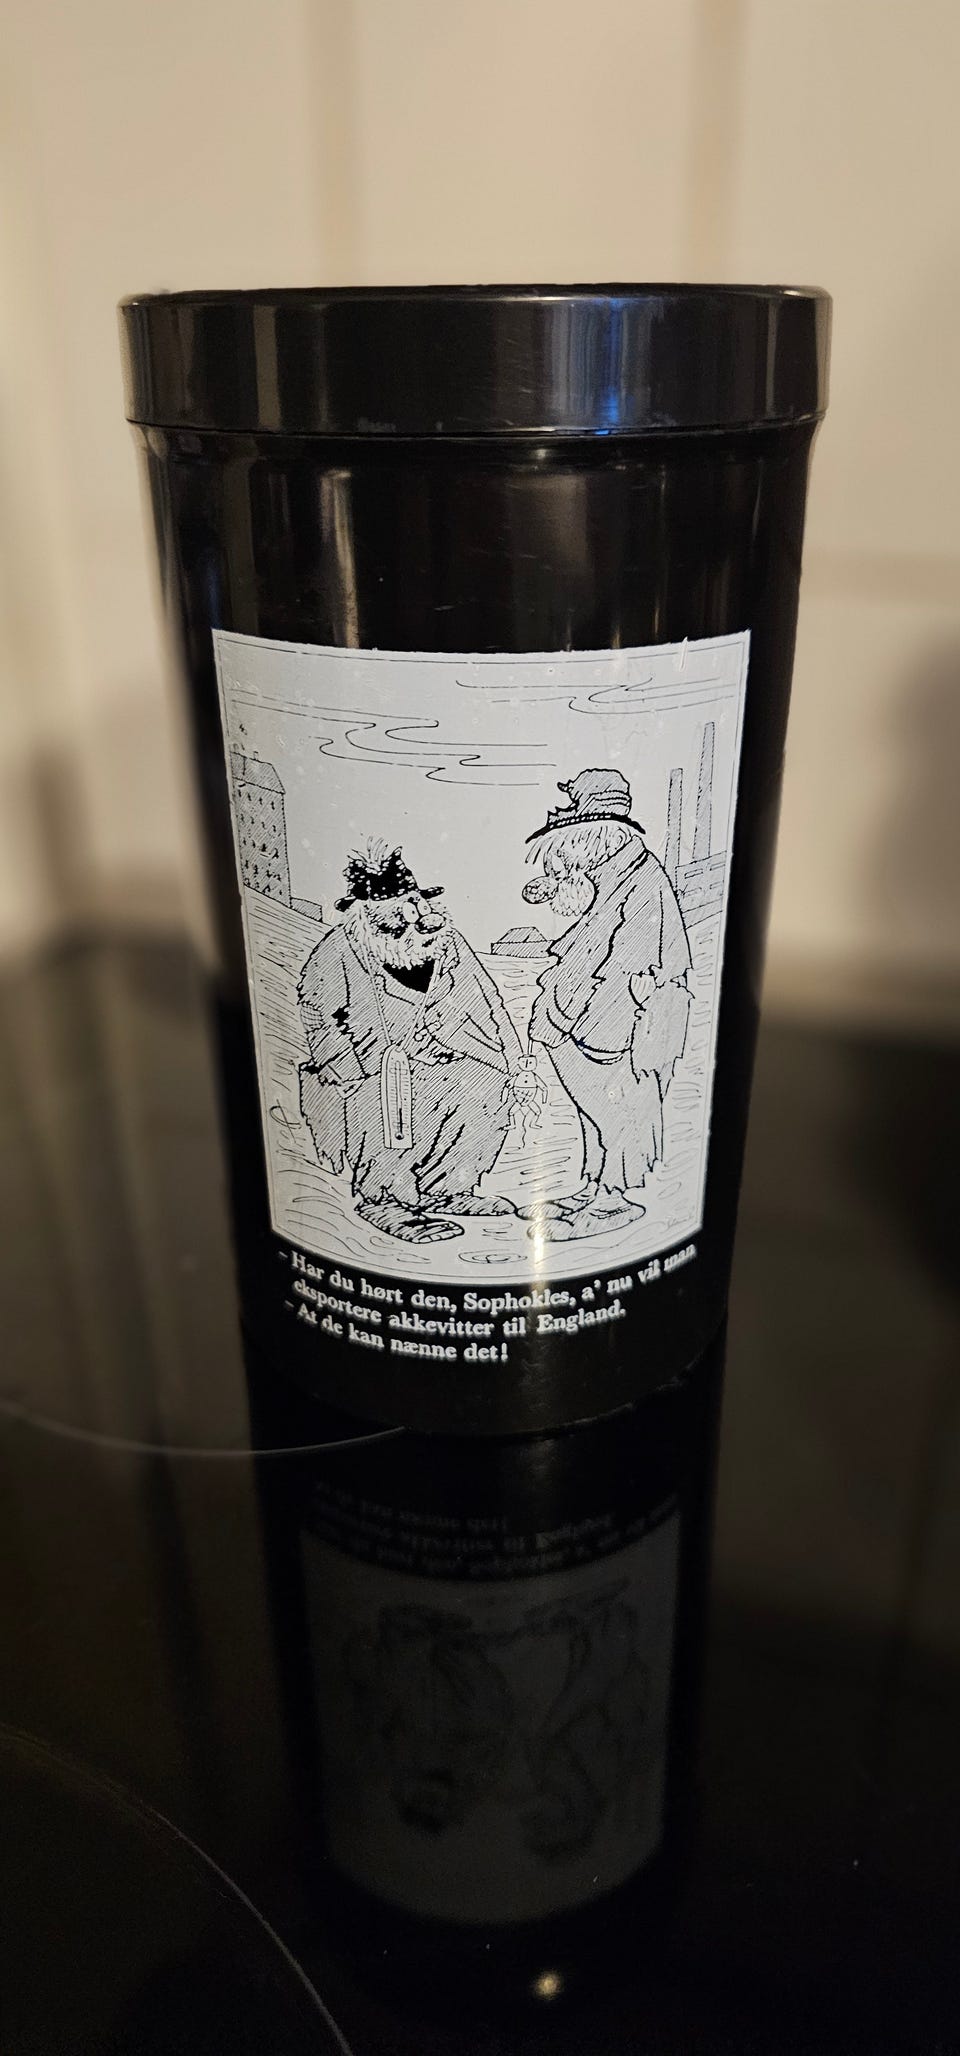 – Har du hørt den, Sophokles, a' nu vil man
eksportere akkevitter til England.
– At de kan nænne det!